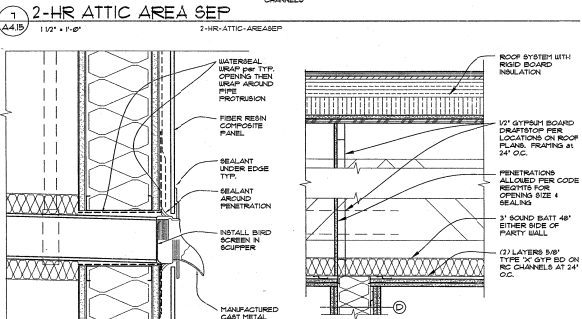 CHANNELS
7
A4.15
2-HR ATTIC AREA SEP
1 1/2" = 1'-0"
2-HR-ATTIC-AREASEP
WATERSEAL
WRAP per TYP.
OPENING THEN
WRAP AROUND
PIPE
PROTRUSION
FIBER RESIN
COMPOSITE
PANEL
SEALANT
UNDER EDGE
TYP.
SEALANT
AROUND
PENETRATION
INSTALL BIRD
SCREEN IN
SCUPPER
MANUFACTURED
CAST METAL
ROOF SYSTEM WITH
RIGID BOARD
INSULATION
1/2" GYPSUM BOARD
DRAFTSTOP PER
LOCATIONS ON ROOF
PLANS. FRAMING at
24" O.C.
PENETRATIONS
ALLOWED PER CODE
REQMTS FOR
OPENING SIZE &
SEALING
3" SOUND BATT 48"
EITHER SIDE OF
PARTY WALL
(2) LAYERS 5/8"
TYPE 'X' GYP BD ON
RC CHANNELS AT 24"
O.C.
D